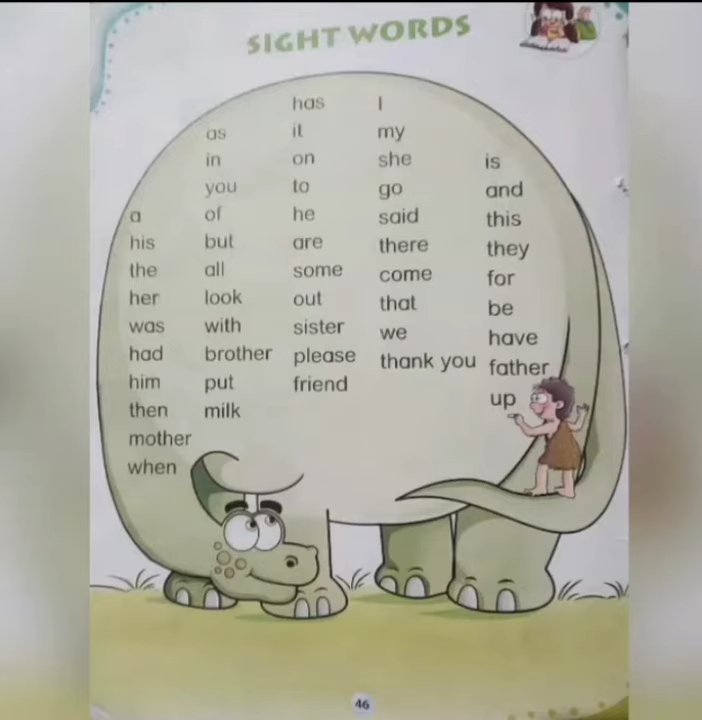 SIGHT WORDS
a
his
the
her
was
had
him
then
mother
when
as
in
you
of
but
all
look
with
brother
put
milk
has
it
on
to
he
are
some
out
sister
please
friend
I
my
she
go
said
there
come
that
we
thank you
is
and
this
they
for
be
have
father
up
46